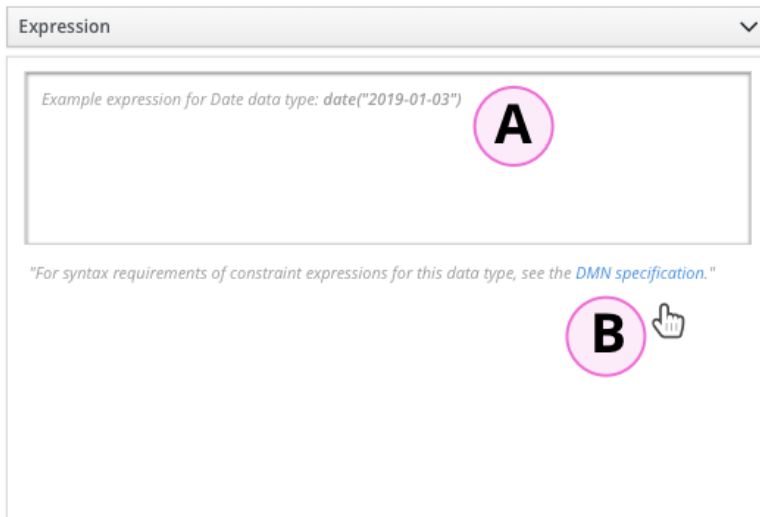 Expression
Example expression for Date data type: date("2019-01-03")
A
"For syntax requirements of constraint expressions for this data type, see the DMN specification."
B